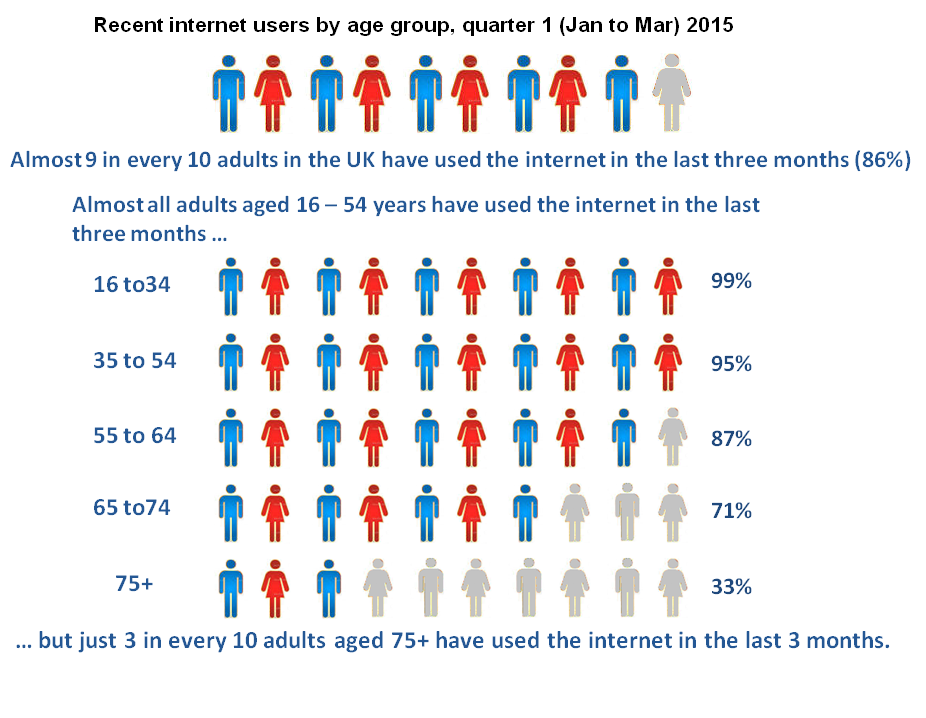 Recent internet users by age group, quarter 1 (Jan to Mar) 2015
Almost 9 in every 10 adults in the UK have used the internet in the last three months (86%)
Almost all adults aged 16 – 54 years have used the internet in the last
three months ...
16 to34 99%
35 to 54 95%
55 to 64 87%
65 to74 71%
75+ 33%
... but just 3 in every 10 adults aged 75+ have used the internet in the last 3 months.